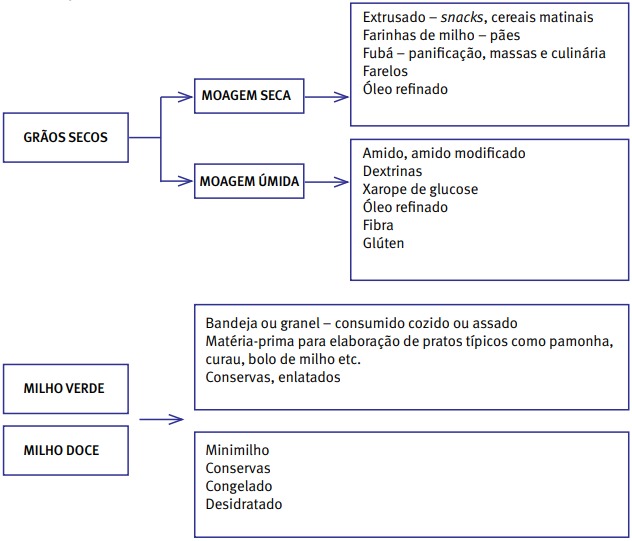 GRÃOS SECOS
MOAGEM SECA
Extrusado – snacks, cereais matinais
Farinhas de milho – pães
Fubá – panificação, massas e culinária
Farelos
Óleo refinado
MOAGEM ÚMIDA
Amido, amido modificado
Dextrinas
Xarope de glucose
Óleo refinado
Fibra
Glúten
MILHO VERDE
MILHO DOCE
Bandeja ou granel – consumido cozido ou assado
Matéria-prima para elaboração de pratos típicos como pamonha,
curau, bolo de milho etc.
Conservas, enlatados
Minimilho
Conservas
Congelado
Desidratado